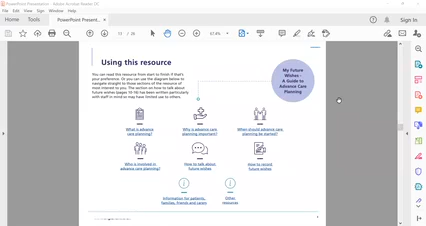 PowerPoint Presentation - Adobe Acrobat Reader DC
File Edit View Sign Window Help
Home Tools PowerPoint Present... × Sign In
57.4%
Using this resource
You can read this resource from start to finish if that's
your preference. Or you can use the diagram below to
navigate straight to those sections of the resource of
most interest to you. The section on how to talk about
future wishes (pages 16-18) has been written particularly
with staff in mind who may have limited time to others.
My Future
Wishes -
A Guide to
Advance Care
Planning
What is advance
care planning?
Why is advance care
planning important?
When should advance care
planning be started?
Who is involved in
advance care planning?
How to talk about
future wishes
How to record
future wishes
Information for patients,
families, friends and carers
Other
resources